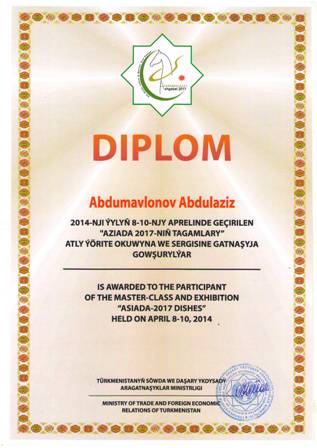 Ashgabat 2017
DIPLOM
Abdumavlonov Abdulaziz
2014-NJI ÝYLYŇ 8-10-NJY APRELINDE GEÇIRILEN
"AZIADA 2017-NIŇ TAGAMLARY"
ATLY ÝÖRITE OKUWYNA WE SERGISINE GATNAŞYJA
GOWŞURYLÝAR
IS AWARDED TO THE PARTICIPANT
OF THE MASTER-CLASS AND EXHIBITION
"ASIADA-2017 DISHES"
HELD ON APRIL 8-10, 2014
TÜRKMENISTANYŇ SÖWDA WE DAŞARY YKDYSADY
ARAGATNAŞYKLAR MINISTRLIGI
MINISTRY OF TRADE AND FOREIGN ECONOMIC
RELATIONS OF TURKMENISTAN